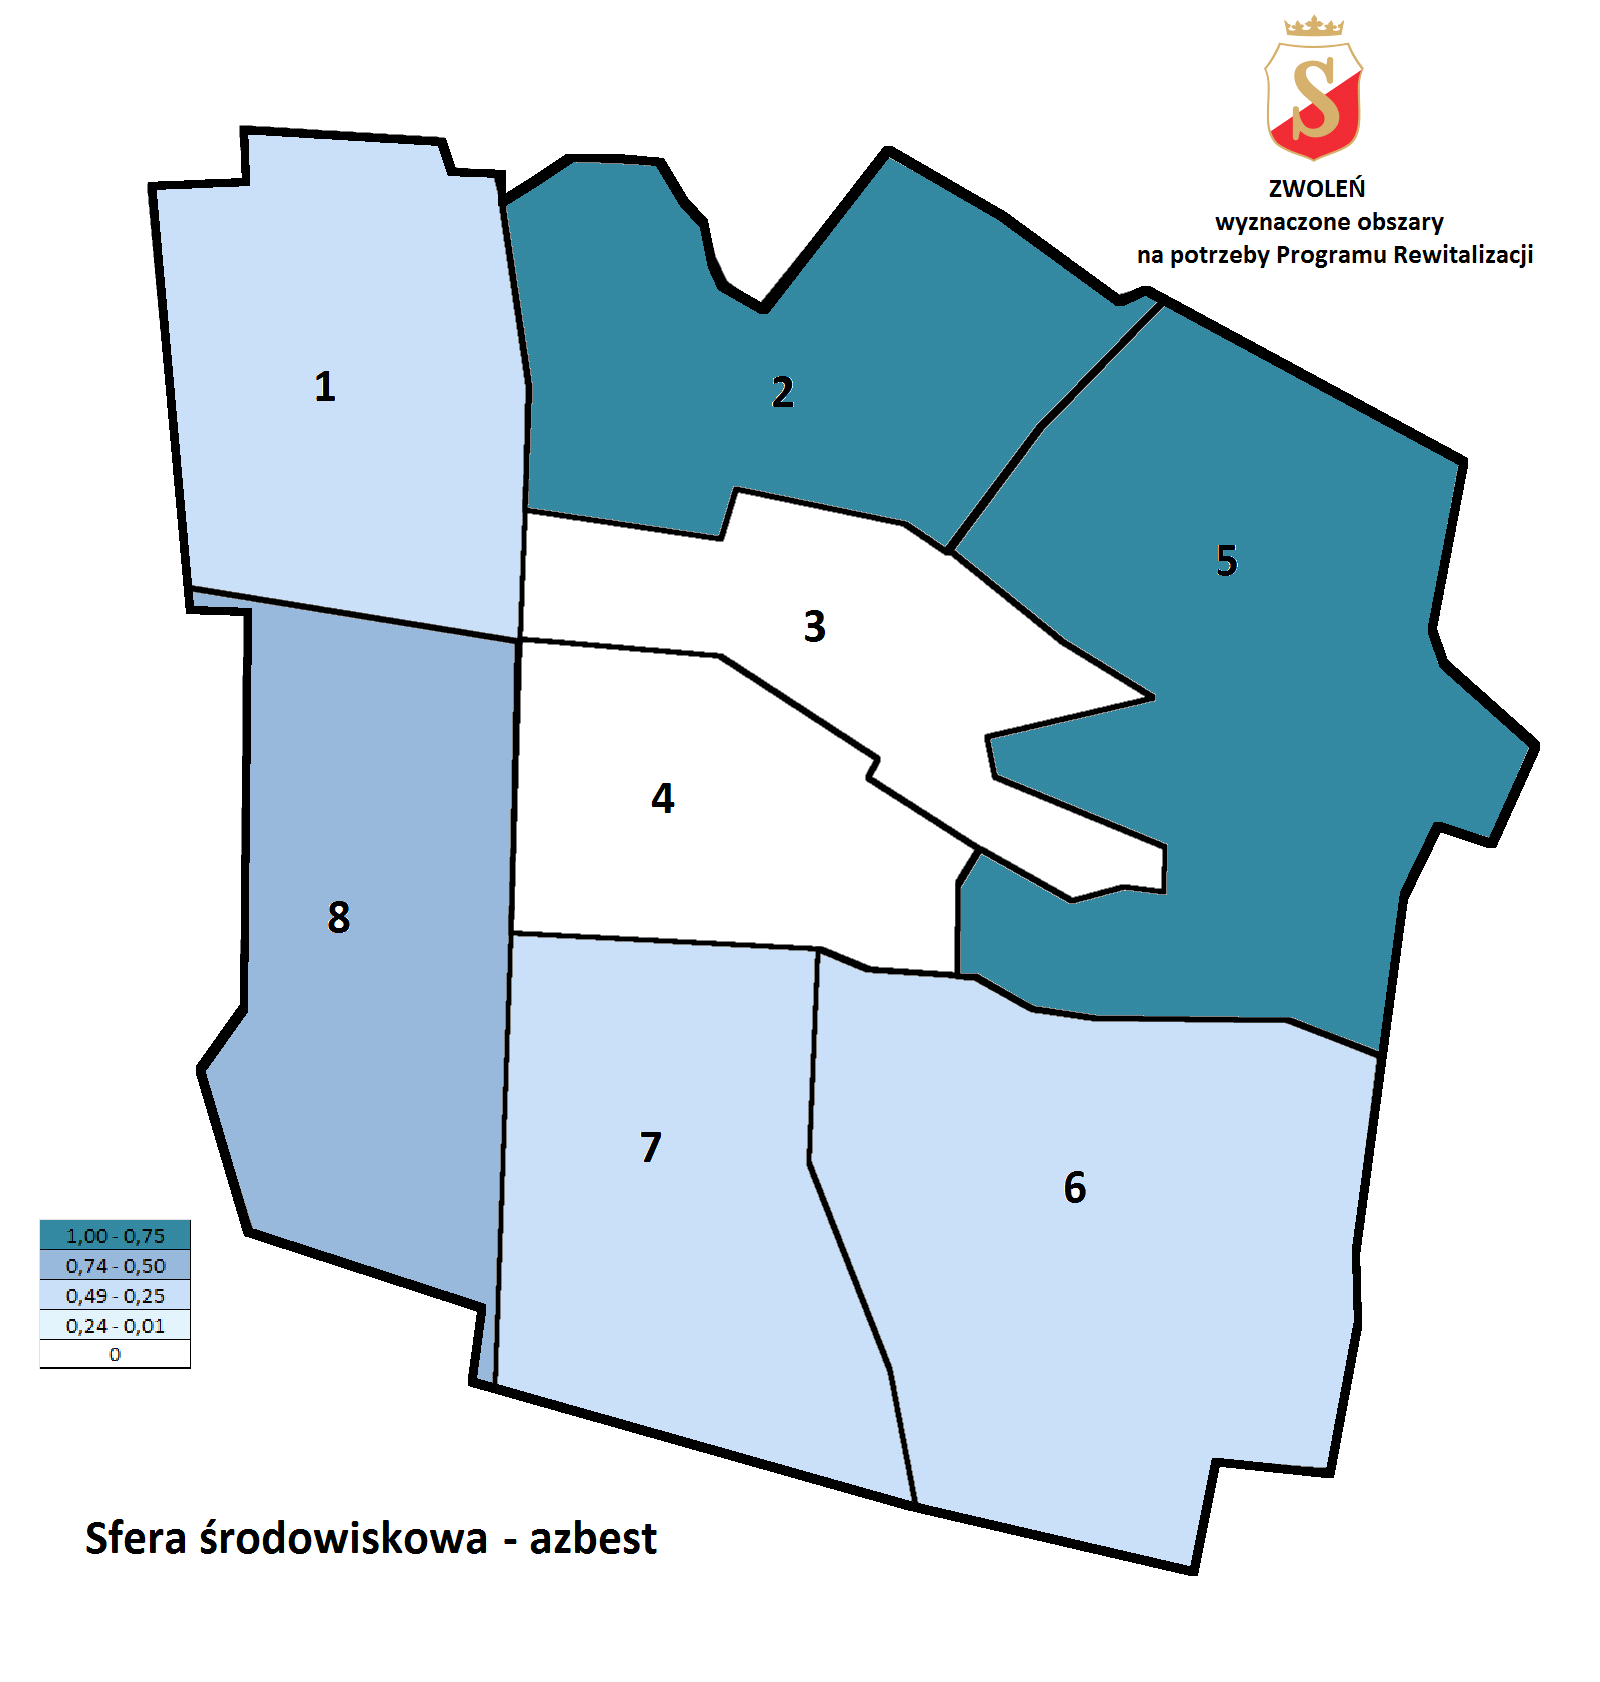 S
ZWOLEŃ
wyznaczone obszary
na potrzeby Programu Rewitalizacji
1
2
5
3
4
8
7
6
1,00 - 0,75
0,74 - 0,50
0,49 - 0,25
0,24 - 0,01
0
Sfera środowiskowa - azbest